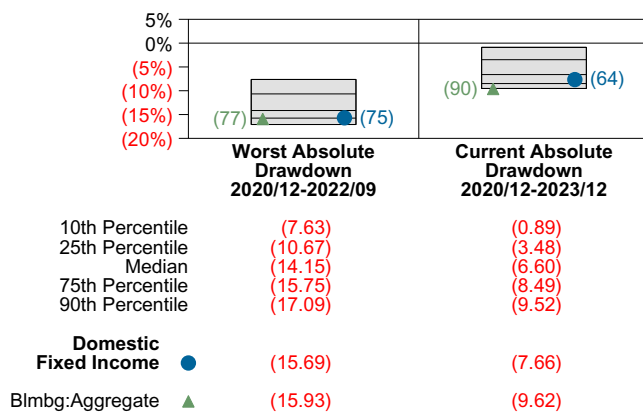 5%
0%
(5%)
(10%)
(15%)
(20%)
(77) (75)
(90) (64)
Worst Absolute Drawdown 2020/12-2022/09
Current Absolute Drawdown 2020/12-2023/12
10th Percentile (7.63) (0.89)
25th Percentile (10.67) (3.48)
Median (14.15) (6.60)
75th Percentile (15.75) (8.49)
90th Percentile (17.09) (9.52)
Domestic
Fixed Income (15.69) (7.66)
Blmbg:Aggregate (15.93) (9.62)